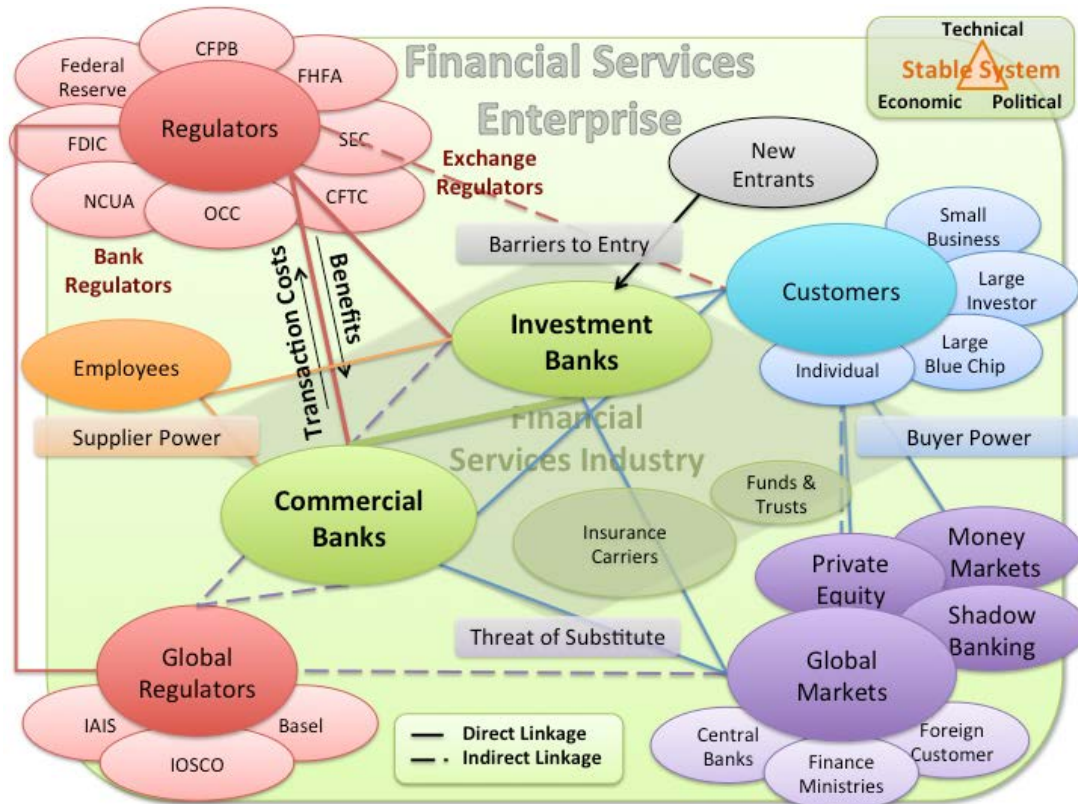 Technical
Stable System
Economic
Political
Financial Services
Enterprise
CFPB
Federal
Reserve
FHFA
Regulators
FDIC
SEC
NCUA
OCC
CFTC
Exchange
Regulators
Bank
Regulators
New
Entrants
Barriers to Entry
Small
Business
Large
Investor
Customers
Large
Blue Chip
Individual
Transaction Costs
Benefits
Investment
Banks
Employees
Supplier Power
Financial
Services Industry
Buyer Power
Commercial
Banks
Funds &
Trusts
Insurance
Carriers
Money
Markets
Private
Equity
Shadow
Banking
Threat of Substitute
Global
Regulators
Global
Markets
IAIS
Basel
IOSCO
Direct Linkage
Indirect Linkage
Central
Banks
Finance
Ministries
Foreign
Customer